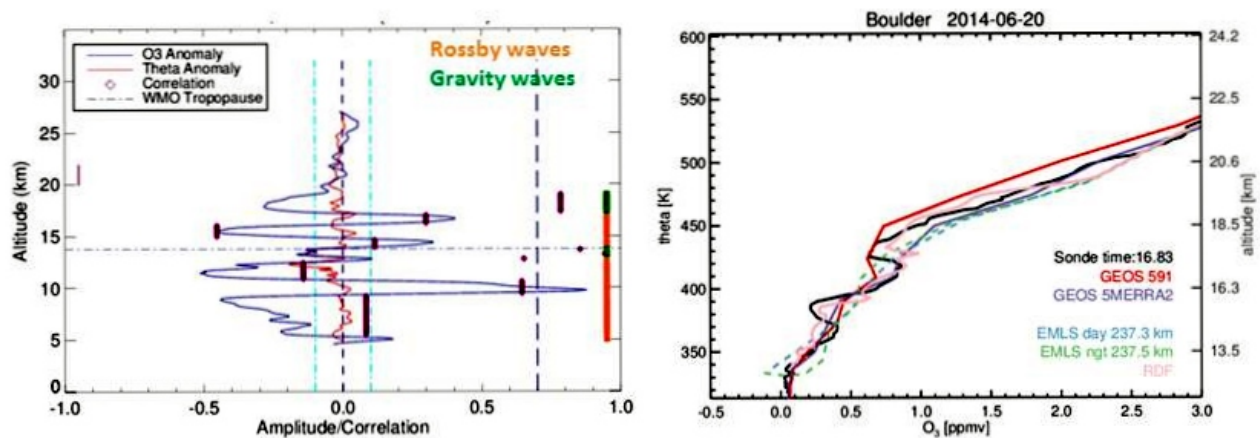 Boulder 2014-06-20
O3 Anomaly
Theta Anomaly
Correlation
WMO Tropopause
Rossby waves
Gravity waves
Altitude (km)
30
25
20
15
10
5
0
-1.0
-0.5
0.0
0.5
1.0
Amplitude/Correlation
600
550
500
450
400
350
theta [K]
24.2
22.5
20.6
18.5
16.3
13.5
altitude [km]
Sonde time:16.83
GEOS 591
GEOS 5MERRA2
EMLS day 237.3 km
EMLS ngt 237.5 km
RDF
-0.5
0.0
0.5
1.0
1.5
2.0
2.5
3.0
O3 [ppmv]